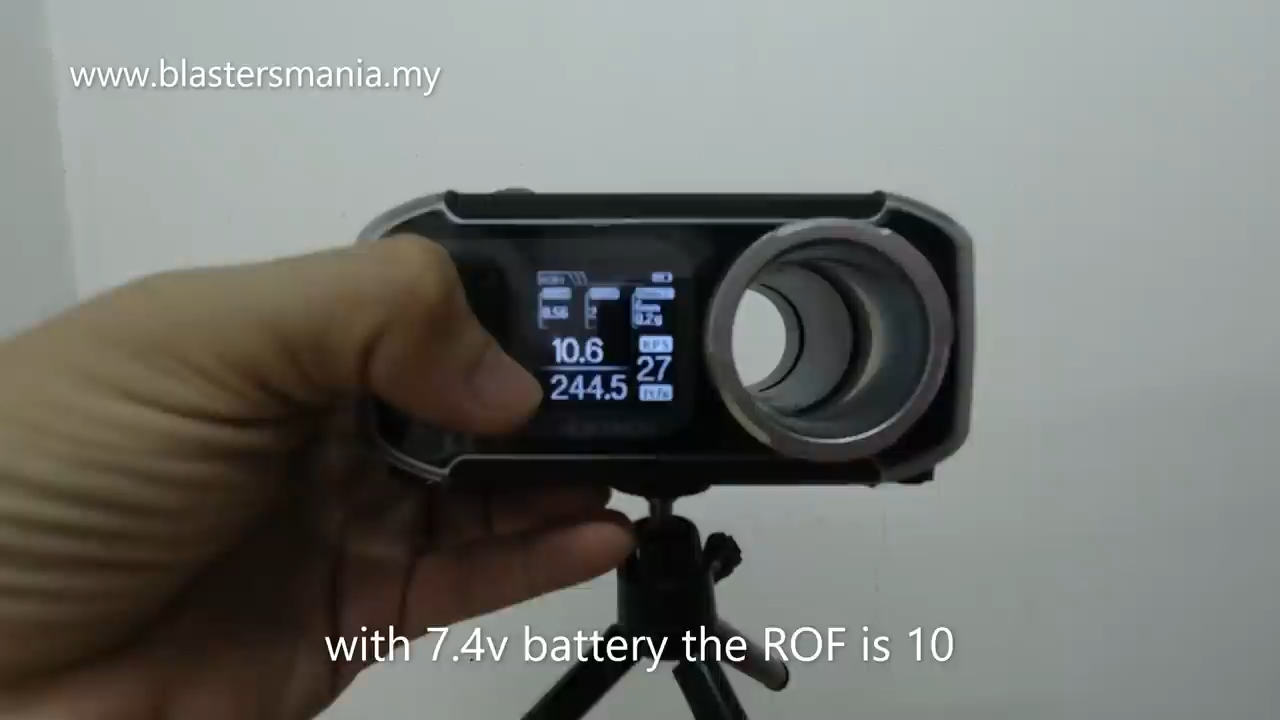 www.blastersmania.my
0.56
0.2g
10.6
RPS
27
244.5
with 7.4v battery the ROF is 10